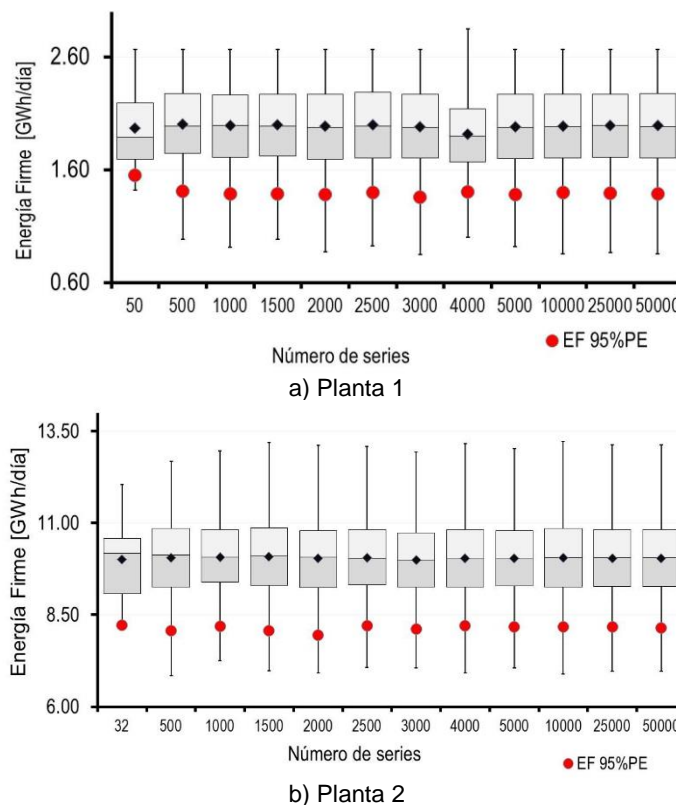 Energía Firme [GWh/día]
2.60
1.60
0.60
50 500 1000 1500 2000 2500 3000 4000 5000 10000 25000 50000
Número de series
EF 95%PE
a) Planta 1
Energía Firme [GWh/día)
13.50
11.00
8.50
6.00
32 500 1000 1500 2000 2500 3000 4000 5000 10000 25000 50000
Número de series
EF 95%PE
b) Planta 2